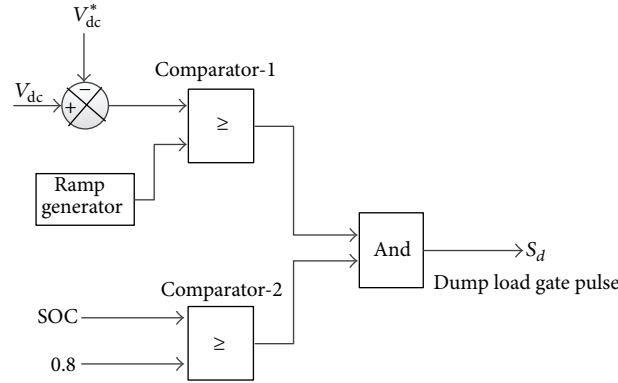 V*dc
Comparator-1
Vdc
−
+
≥
Ramp
generator
And
Sd
Dump load gate pulse
Comparator-2
SOC
≥
0.8